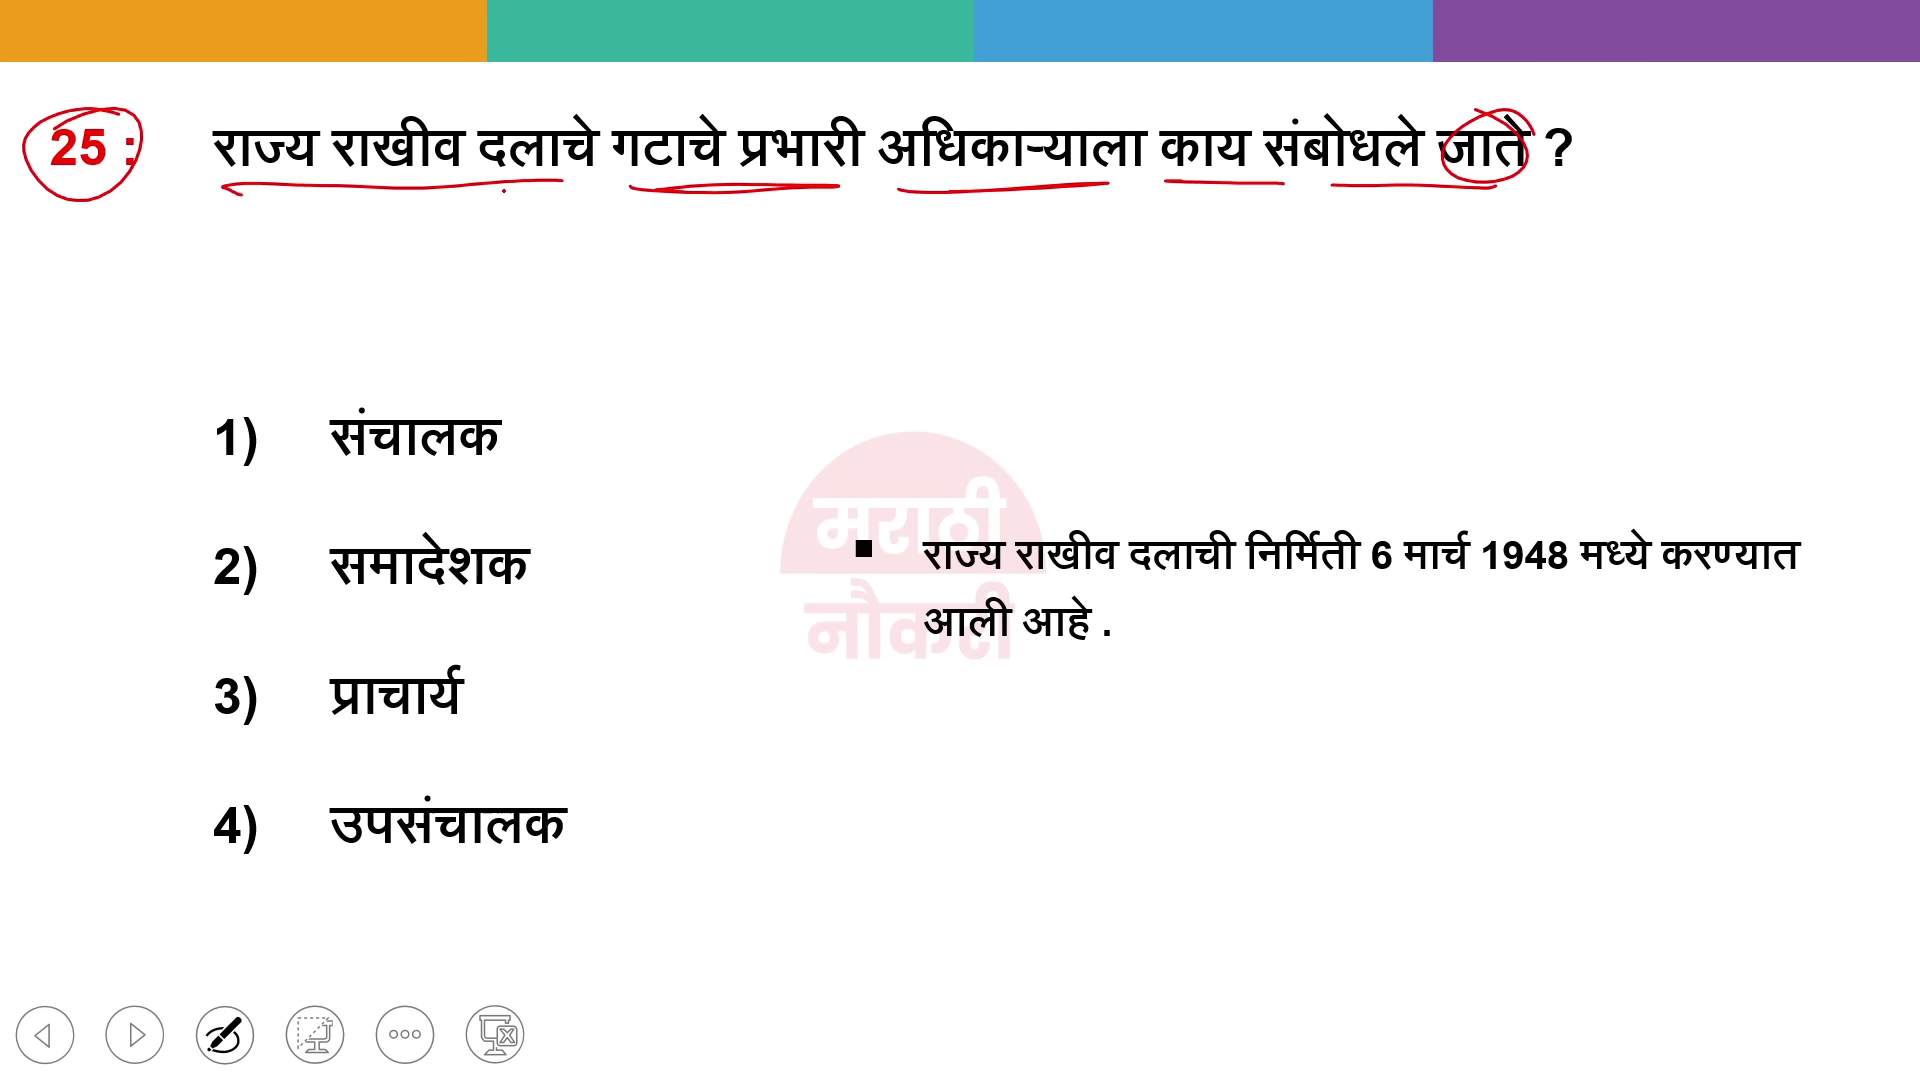 25 : राज्य राखीव दलाचे गटाचे प्रभारी अधिकाऱ्याला काय संबोधले जाते ?
1) संचालक
2) समादेशक
3) प्राचार्य
4) उपसंचालक
मराठी
नौकरी
▪ राज्य राखीव दलाची निर्मिती 6 मार्च 1948 मध्ये करण्यात
आली आहे .